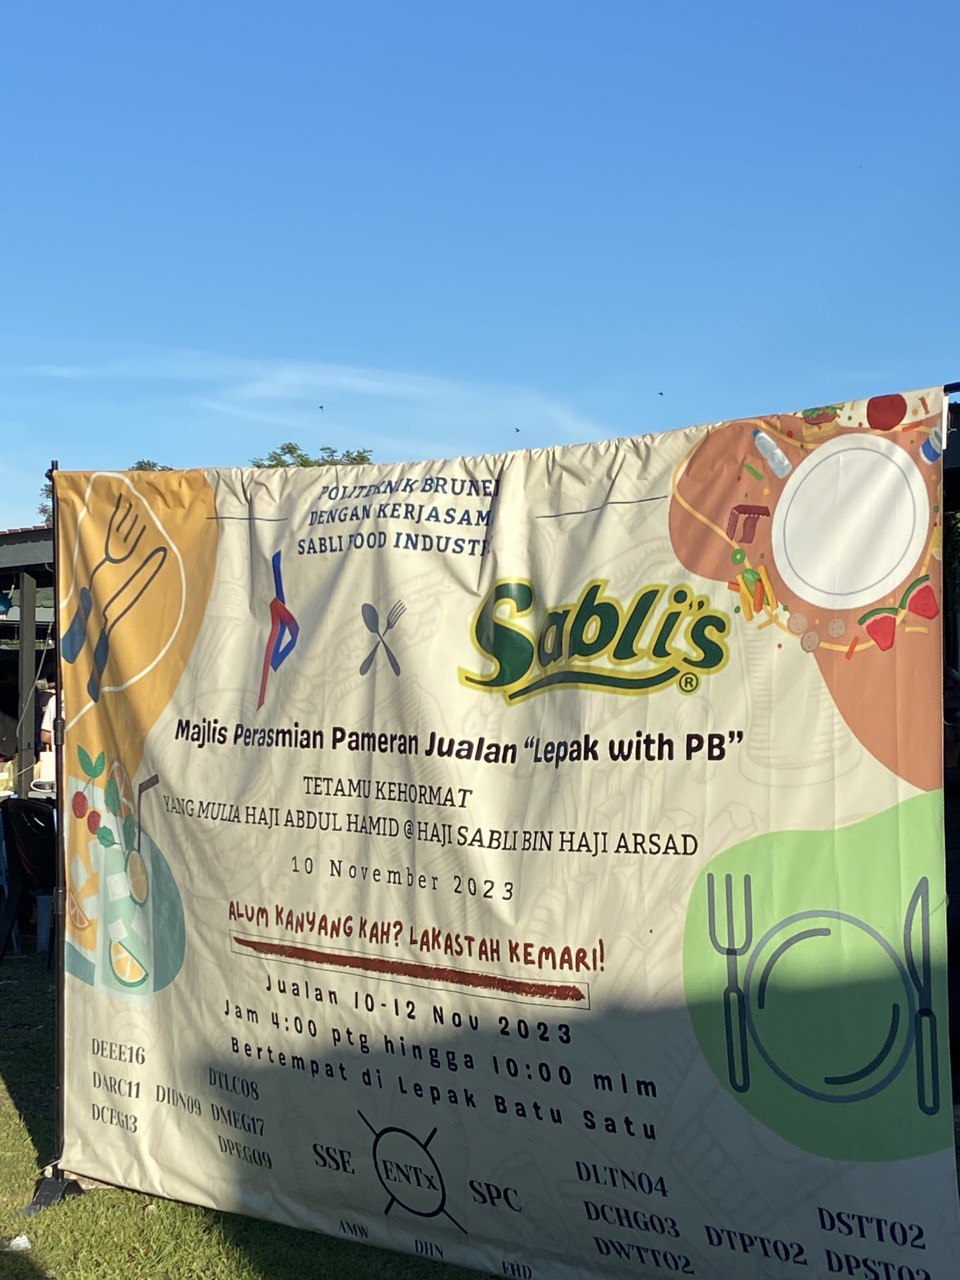 POLITEKNIK BRUNEI
DENGAN KERJASAM
SABLI FOOD INDUSTR
Sabli's®
Majlis Perasmian Pameran Jualan "Lepak with PB"
TETAMU KEHORMAT
YANG MULIA HAJI ABDUL HAMID @ HAJI SABLI BIN HAJI ARSAD
10 November 2023
ALUM KANYANG KAH? LAKASTAH KEMARI!
Jualan 10-12 Nov 2023
Jam 4:00 ptg hingga 10:00 mlm
Bertempat di Lepak Batu Satu
DEEE16
DARC11
DCEG13
DIDN09
DTLC08
DMEG17
DPEG09
SSE
ENTx
SPC
AMW
DHN
FHD
DLTN04
DCHG03
DWTT02
DTPT02
DSTT02
DPST02